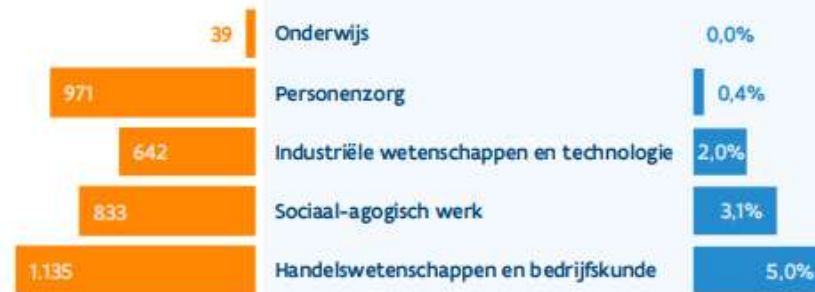 39 Onderwijs 0,0%
971 Personenzorg 0,4%
642 Industriële wetenschappen en technologie 2,0%
833 Sociaal-agogisch werk 3,1%
1.135 Handelswetenschappen en bedrijfskunde 5,0%